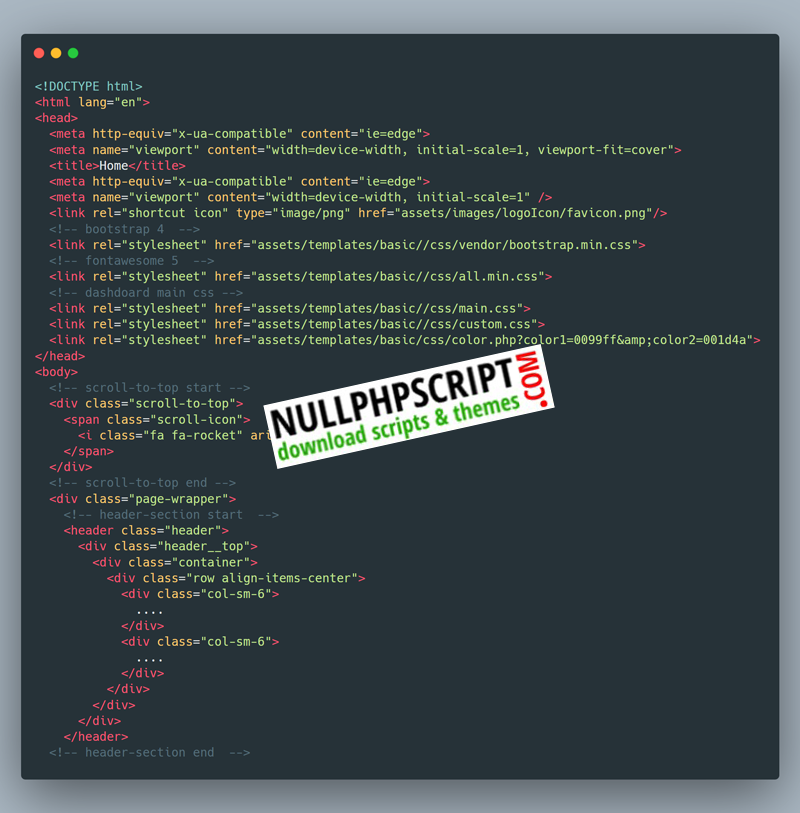 <!DOCTYPE html>
<html lang="en">
<head>
  <meta http-equiv="x-ua-compatible" content="ie=edge">
  <meta name="viewport" content="width=device-width, initial-scale=1, viewport-fit=cover">
  <title>Home</title>
  <meta http-equiv="x-ua-compatible" content="ie=edge">
  <meta name="viewport" content="width=device-width, initial-scale=1" />
  <link rel="shortcut icon" type="image/png" href="assets/images/logoIcon/favicon.png"/>
  <!-- bootstrap 4  -->
  <link rel="stylesheet" href="assets/templates/basic//css/vendor/bootstrap.min.css">
  <!-- fontawesome 5  -->
  <link rel="stylesheet" href="assets/templates/basic//css/all.min.css">
  <!-- dashdoard main css -->
  <link rel="stylesheet" href="assets/templates/basic//css/main.css">
  <link rel="stylesheet" href="assets/templates/basic//css/custom.css">
  <link rel="stylesheet" href="assets/templates/basic/css/color.php?color1=0099ff&amp;color2=001d4a">
</head>
<body>
  <!-- scroll-to-top start -->
  <div class="scroll-to-top">
    <span class="scroll-icon">
      <i class="fa fa-rocket"
    </span>
  </div>
  <!-- scroll-to-top end -->
  <div class="page-wrapper">
    <!-- header-section start  -->
    <header class="header">
      <div class="header__top">
        <div class="container">
          <div class="row align-items-center">
            <div class="col-sm-6">
              ....
            </div>
            <div class="col-sm-6">
              ....
            </div>
          </div>
        </div>
      </div>
    </header>
  <!-- header-section end  -->
NULLPHPSCRIPT.COM
download scripts & themes